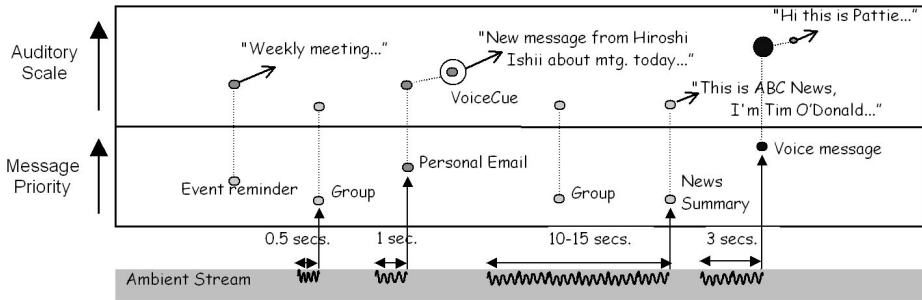 "Hi this is Pattie..."
Auditory
Scale
"Weekly meeting..."
"New message from Hiroshi
Ishii about mtg. today..."
VoiceCue
"This is ABC News,
I'm Tim O'Donald..."
Message
Priority
Event reminder
Group
Personal Email
Group
News
Summary
Voice message
0.5 secs.
1 sec.
10-15 secs.
3 secs.
Ambient Stream